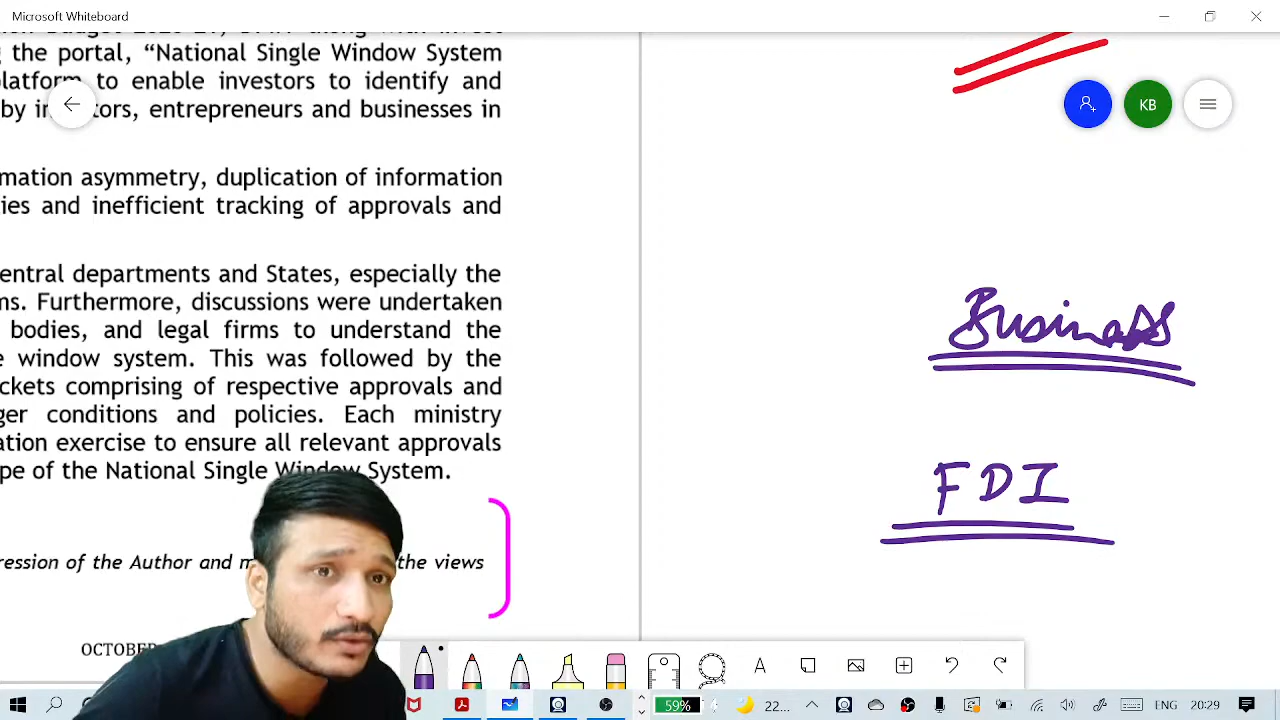 Microsoft Whiteboard
the portal, “National Single Window System
to enable investors to identify and
by in tors, entrepreneurs and businesses in
KB
mation asymmetry, duplication of information
ies and inefficient tracking of approvals and
entral departments and States, especially the
ms. Furthermore, discussions were undertaken
bodies, and legal firms to understand the
e window system. This was followed by the
ckets comprising of respective approvals and
ger conditions and policies. Each ministry
ation exercise to ensure all relevant approvals
pe of the National Single Window System.
Business
FDI
ression of the Author and m the views
OCTOBER
59%
22...
ENG
20:29